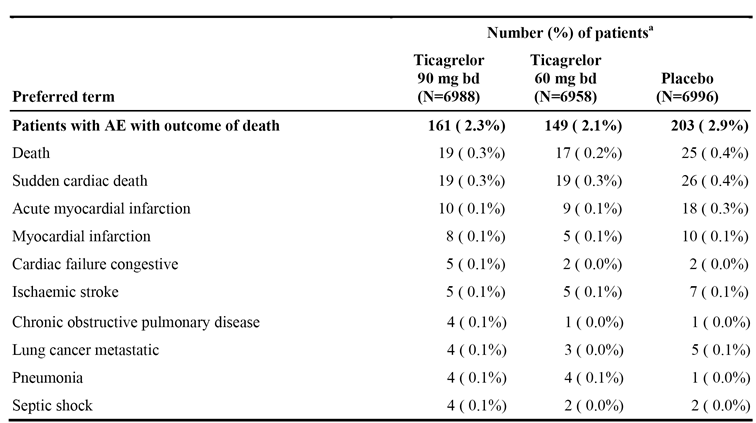 Number (%) of patientsa
Preferred term Ticagrelor 90 mg bd (N=6988) Ticagrelor 60 mg bd (N=6958) Placebo (N=6996)
Patients with AE with outcome of death 161 ( 2.3%) 149 ( 2.1%) 203 ( 2.9%)
Death 19 ( 0.3%) 17 ( 0.2%) 25 ( 0.4%)
Sudden cardiac death 19 ( 0.3%) 19 ( 0.3%) 26 ( 0.4%)
Acute myocardial infarction 10 ( 0.1%) 9 ( 0.1%) 18 ( 0.3%)
Myocardial infarction 8 ( 0.1%) 5 ( 0.1%) 10 ( 0.1%)
Cardiac failure congestive 5 ( 0.1%) 2 ( 0.0%) 2 ( 0.0%)
Ischaemic stroke 5 ( 0.1%) 5 ( 0.1%) 7 ( 0.1%)
Chronic obstructive pulmonary disease 4 ( 0.1%) 1 ( 0.0%) 1 ( 0.0%)
Lung cancer metastatic 4 ( 0.1%) 3 ( 0.0%) 5 ( 0.1%)
Pneumonia 4 ( 0.1%) 4 ( 0.1%) 1 ( 0.0%)
Septic shock 4 ( 0.1%) 2 ( 0.0%) 2 ( 0.0%)